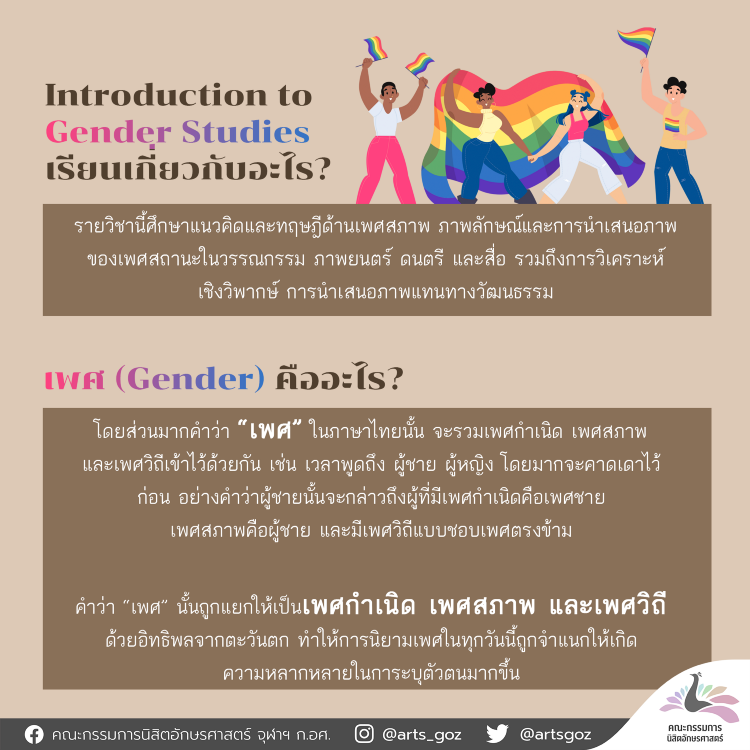 Introduction to
Gender Studies
เรียนเกี่ยวกับอะไร?
รายวิชานี้ศึกษาแนวคิดและทฤษฎีด้านเพศสภาพ ภาพลักษณ์และการนำเสนอภาพ
ของเพศสถานะในวรรณกรรม ภาพยนตร์ ดนตรี และสื่อ รวมถึงการวิเคราะห์
เชิงวิพากษ์ การนำเสนอภาพแทนทางวัฒนธรรม
เพศ (Gender) คืออะไร?
โดยส่วนมากคำว่า "เพศ" ในภาษาไทยนั้น จะรวมเพศกำเนิด เพศสภาพ
และเพศวิถีเข้าไว้ด้วยกัน เช่น เวลาพูดถึง ผู้ชาย ผู้หญิง โดยมากจะคาดเดาไว้
ก่อน อย่างคำว่าผู้ชายนั้นจะกล่าวถึงผู้ที่มีเพศกำเนิดคือเพศชาย
เพศสภาพคือผู้ชาย และมีเพศวิถีแบบชอบเพศตรงข้าม
คำว่า "เพศ" นั้นถูกแยกให้เป็นเพศกำเนิด เพศสภาพ และเพศวิถี
ด้วยอิทธิพลจากตะวันตก ทำให้การนิยามเพศในทุกวันนี้ถูกจำแนกให้เกิด
ความหลากหลายในการระบุตัวตนมากขึ้น
คณะกรรมการนิสิตอักษรศาสตร์ จุฬาฯ ก.อศ. @arts_goz @artsgoz
คณะกรรมการ
นิสิตอักษรศาสตร์